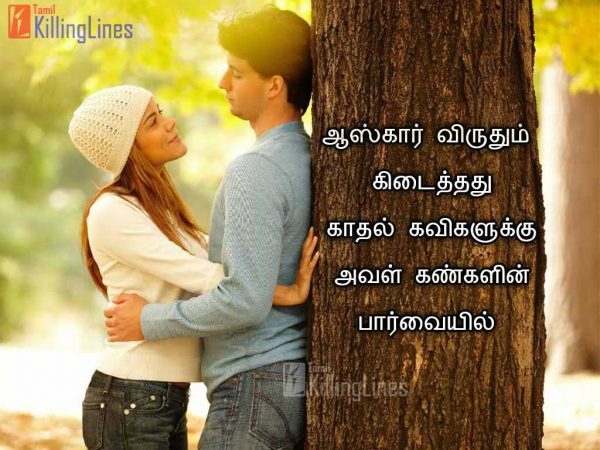 Tamil
KillingLines
ஆஸ்கார் விருதும்
கிடைத்தது
காதல் கவிகளுக்கு
அவள் கண்களின்
பார்வையில்
Tamil
KillingLines